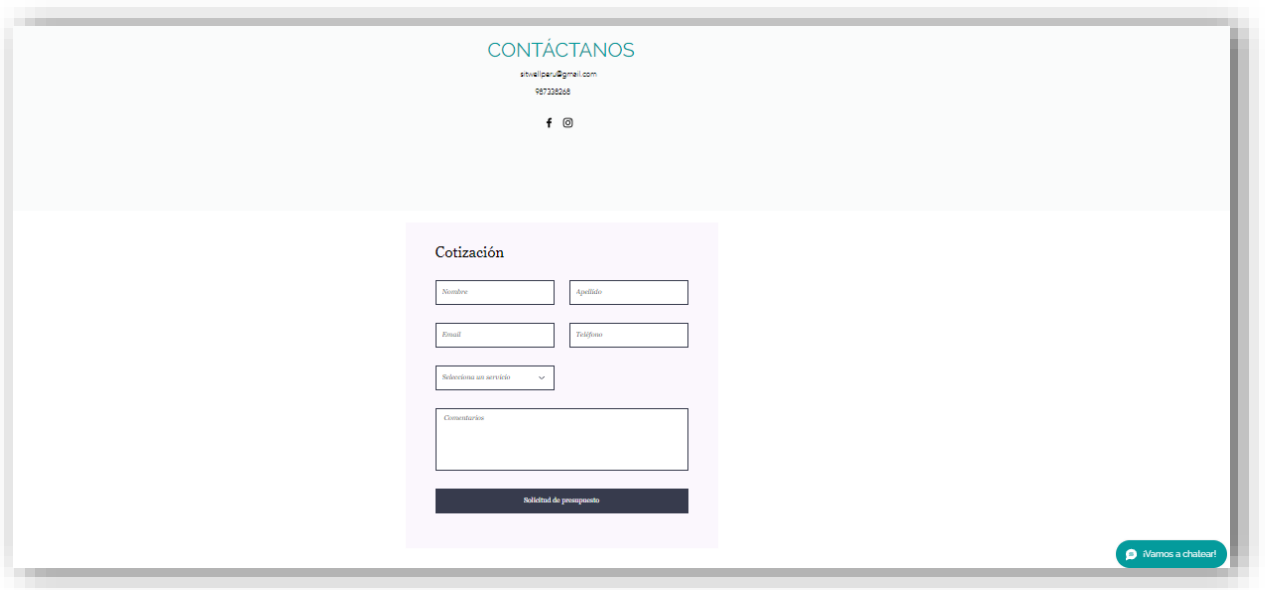 CONTÁCTANOS
sitwellperu@gmail.com
987338268
Cotización
Nombre
Apellido
Email
Teléfono
Selecciona un servicio
Comentarios
Solicitud de presupuesto
¡Vamos a chatear!